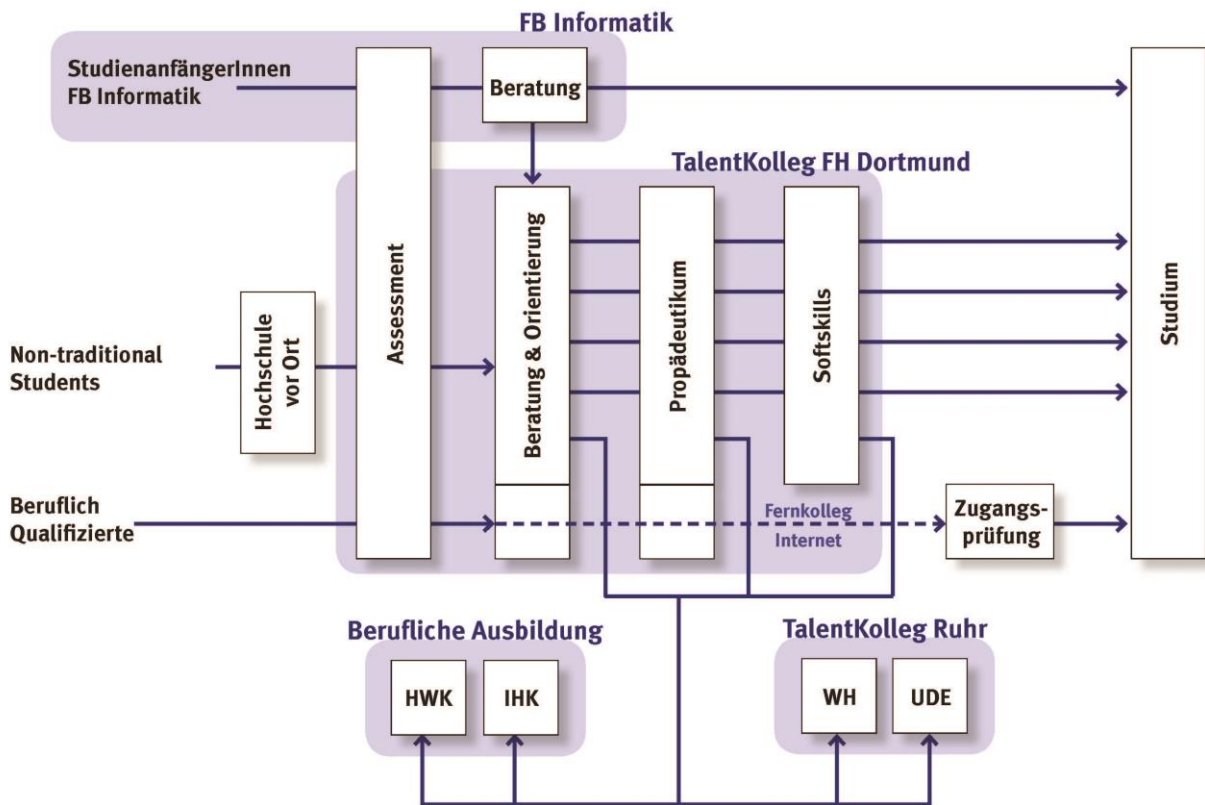 FB Informatik
StudienanfängerInnen
FB Informatik
Beratung
TalentKolleg FH Dortmund
Assessment
Beratung & Orientierung
Propädeutikum
Softskills
Studium
Hochschule
vor Ort
Non-traditional
Students
Beruflich
Qualifizierte
Fernkolleg
Internet
Zugangs-
prüfung
Berufliche Ausbildung
HWK
IHK
TalentKolleg Ruhr
WH
UDE